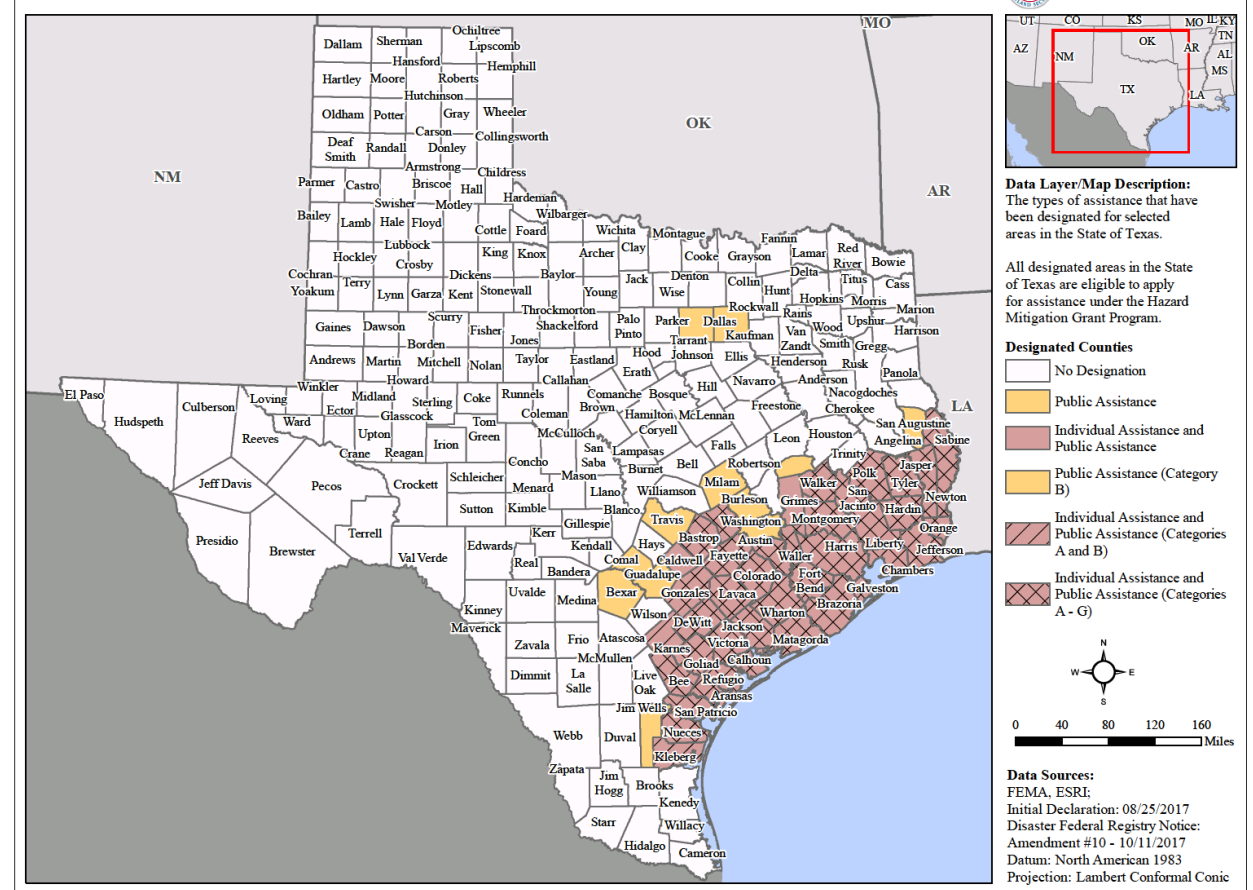 MO
OK
NM
AR
LA
Ochiltree
Dallam
Sherman
Lipscomb
Hansford
Hemphill
Hartley
Moore
Roberts
Hutchinson
Oldham
Potter
Gray
Wheeler
Carson
Collingsworth
Deaf
Smith
Randall
Donley
Armstrong
Childress
Parmer
Castro
Briscoe
Hall
Swisher
Motley
Hardeman
Bailey
Lamb
Hale
Floyd
Cottle
Foard
Wilbarger
Wichita
Montague
Fannin
Lubbock
Hockley
Crosby
King
Knox
Archer
Clay
Cooke
Grayson
Lamar
Red
River
Bowie
Cochran
Dickens
Baylor
Jack
Denton
Collin
Hunt
Delta
Titus
Cass
Yoakum
Terry
Lynn
Garza
Kent
Stonewall
Young
Wise
Rockwall
Hopkins
Morris
Marion
Throckmorton
Scurry
Gaines
Dawson
Borden
Fisher
Jones
Shackelford
Palo
Pinto
Parker
Dallas
Tarrant
Kaufman
Rains
Van
Zandt
Wood
Upshur
Harrison
Smith
Gregg
Andrews
Martin
Mitchell
Nolan
Taylor
Eastland
Hood
Johnson
Ellis
Henderson
Rusk
Panola
Howard
Callahan
Erath
Winkler
El Paso
Loving
Midland
Ector
Glasscock
Sterling
Coke
Runnels
Coleman
Comanche
Brown
Bosque
Hill
Navarro
Anderson
Nacogdoches
Cherokee
Hudspeth
Culberson
Ward
Reeves
Crane
Upton
Reagan
Irion
Tom
Green
McCulloch
Hamilton
McLennan
Coryell
Freestone
San Augustine
Angelina
Sabine
Leon
Houston
Falls
Trinity
San
Saba
Lampasas
Concho
Mason
Burnet
Bell
Robertson
Jeff Davis
Pecos
Crockett
Schleicher
Menard
Llano
Milam
Williamson
Burleson
Walker
Polk
Jasper
Tyler
Newton
San
Jacinto
Hardin
Grimes
Montgomery
Orange
Presidio
Brewster
Terrell
Sutton
Kimble
Blanco
Gillespie
Travis
Washington
Bastrop
Austin
Val Verde
Edwards
Kerr
Kendall
Real
Bandera
Hays
Comal
Caldwell
Fayette
Waller
Harris
Liberty
Jefferson
Chambers
Guadalupe
Colorado
Fort
Bend
Galveston
Uvalde
Medina
Bexar
Gonzales
Lavaca
Brazoria
Kinney
Wilson
Wharton
Maverick
DeWitt
Jackson
Matagorda
Zavala
Frio
Atascosa
Karnes
Victoria
McMullen
Goliad
Calhoun
Dimmit
La
Salle
Live
Oak
Bee
Refugio
Aransas
Jim Wells
San Patricio
Webb
Duval
Nueces
Kleberg
Zapata
Jim
Hogg
Brooks
Kenedy
Starr
Willacy
Hidalgo
Cameron
UT
CO
KS
MO
IL
KY
AZ
NM
OK
AR
TN
AL
MS
TX
LA
Data Layer/Map Description:
The types of assistance that have
been designated for selected
areas in the State of Texas.
All designated areas in the State
of Texas are eligible to apply
for assistance under the Hazard
Mitigation Grant Program.
Designated Counties
No Designation
Public Assistance
Individual Assistance and
Public Assistance
Public Assistance (Category
B)
Individual Assistance and
Public Assistance (Categories
A and B)
Individual Assistance and
Public Assistance (Categories
A - G)
N
W
E
S
0 40 80 120 160
Miles
Data Sources:
FEMA, ESRI;
Initial Declaration: 08/25/2017
Disaster Federal Registry Notice:
Amendment #10 - 10/11/2017
Datum: North American 1983
Projection: Lambert Conformal Conic